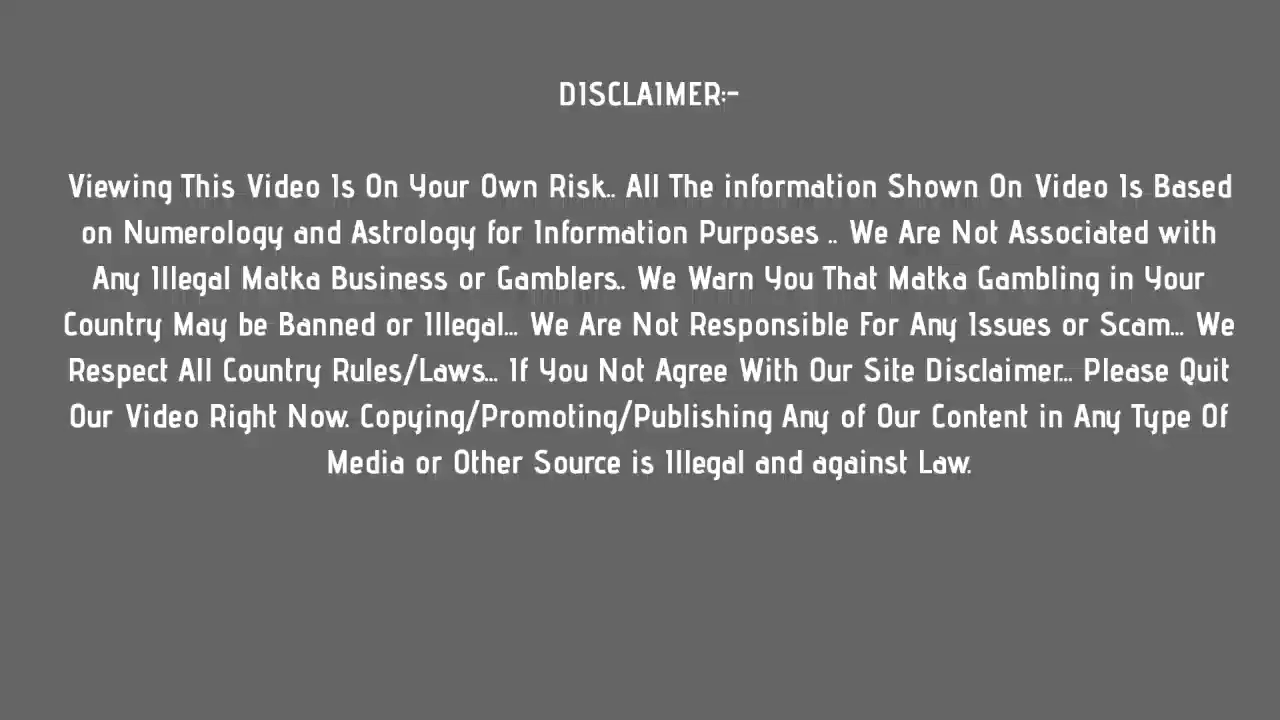 DISCLAIMER:-
Viewing This Video Is On Your Own Risk.. All The information Shown On Video Is Based
on Numerology and Astrology for Information Purposes .. We Are Not Associated with
Any Illegal Matka Business or Gamblers.. We Warn You That Matka Gambling in Your
Country May be Banned or Illegal... We Are Not Responsible For Any Issues or Scam... We
Respect All Country Rules/Laws... If You Not Agree With Our Site Disclaimer... Please Quit
Our Video Right Now. Copying/Promoting/Publishing Any of Our Content in Any Type Of
Media or Other Source is Illegal and against Law.